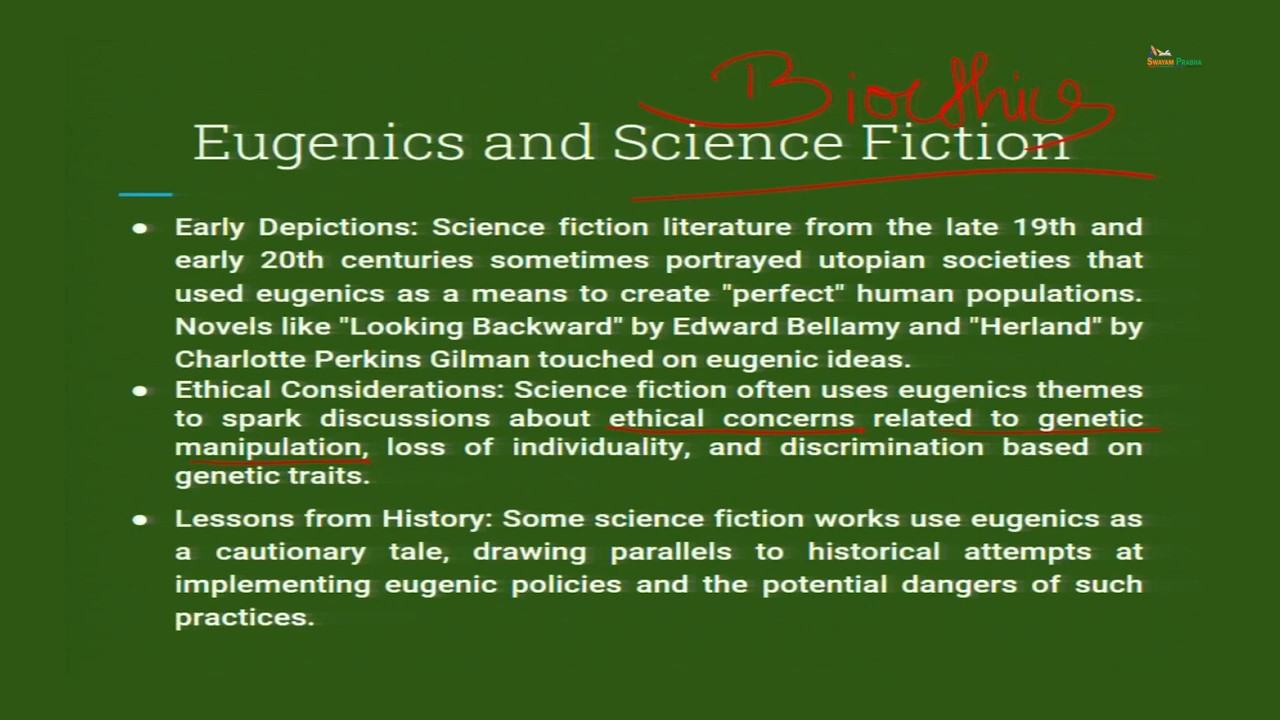 Bioethics
SWAYAM PRABHA
Eugenics and Science Fiction
● Early Depictions: Science fiction literature from the late 19th and
early 20th centuries sometimes portrayed utopian societies that
used eugenics as a means to create "perfect" human populations.
Novels like "Looking Backward" by Edward Bellamy and "Herland" by
Charlotte Perkins Gilman touched on eugenic ideas.
● Ethical Considerations: Science fiction often uses eugenics themes
to spark discussions about ethical concerns related to genetic
manipulation, loss of individuality, and discrimination based on
genetic traits.
● Lessons from History: Some science fiction works use eugenics as
a cautionary tale, drawing parallels to historical attempts at
implementing eugenic policies and the potential dangers of such
practices.